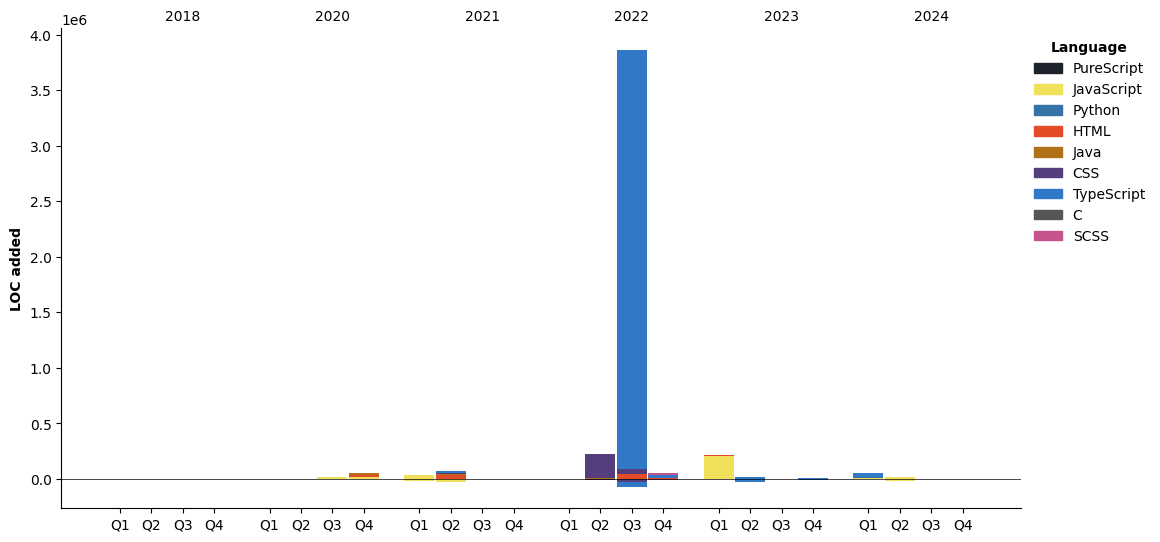 1e6 2018 2020 2021 2022 2023 2024
4.0
3.5
3.0
2.5
2.0
1.5
1.0
0.5
0.0
LOC added
Q1 Q2 Q3 Q4 Q1 Q2 Q3 Q4 Q1 Q2 Q3 Q4 Q1 Q2 Q3 Q4 Q1 Q2 Q3 Q4 Q1 Q2 Q3 Q4
Language
PureScript
JavaScript
Python
HTML
Java
CSS
TypeScript
C
SCSS